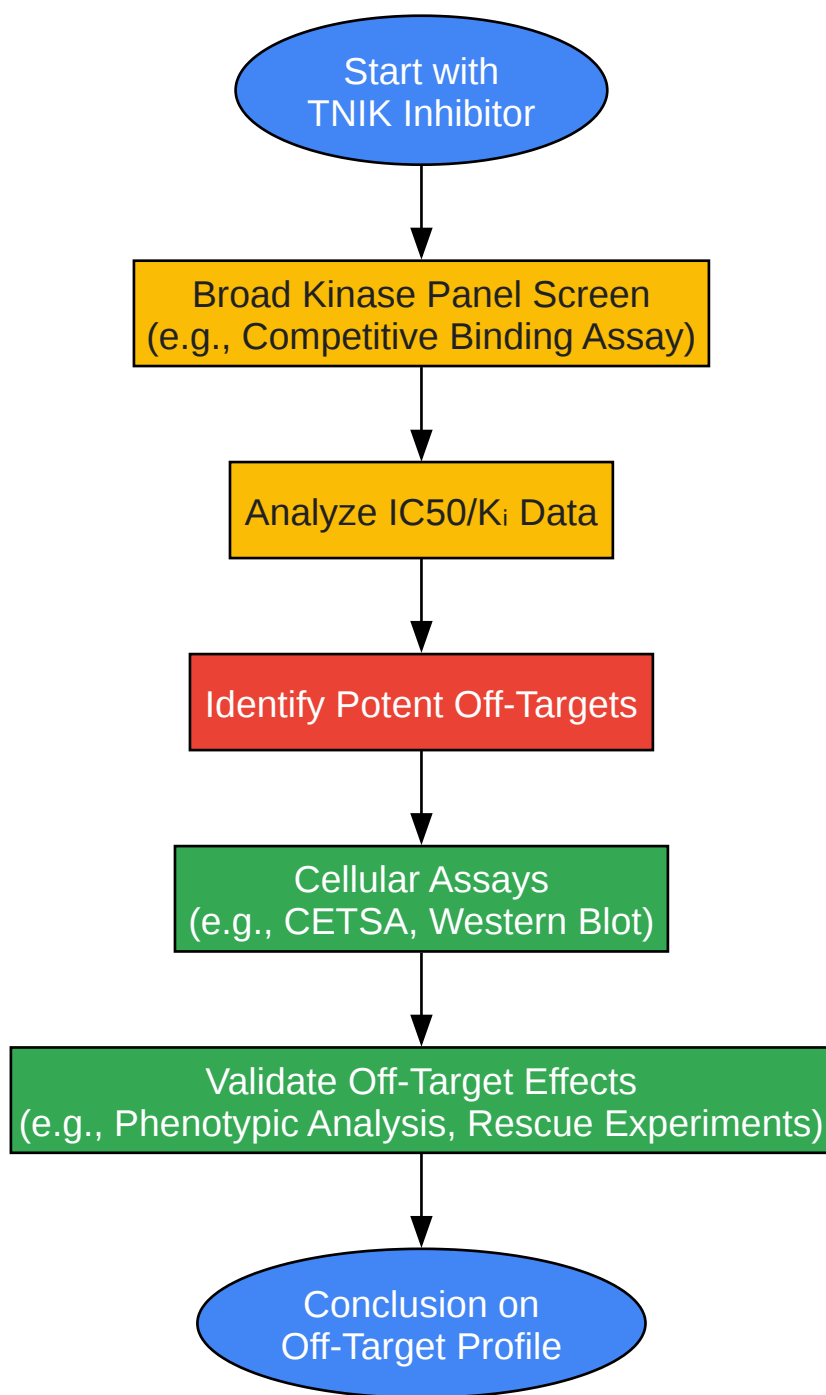 Start with
TNIK Inhibitor
Broad Kinase Panel Screen
(e.g., Competitive Binding Assay)
Analyze IC50/Kᵢ Data
Identify Potent Off-Targets
Cellular Assays
(e.g., CETSA, Western Blot)
Validate Off-Target Effects
(e.g., Phenotypic Analysis, Rescue Experiments)
Conclusion on
Off-Target Profile